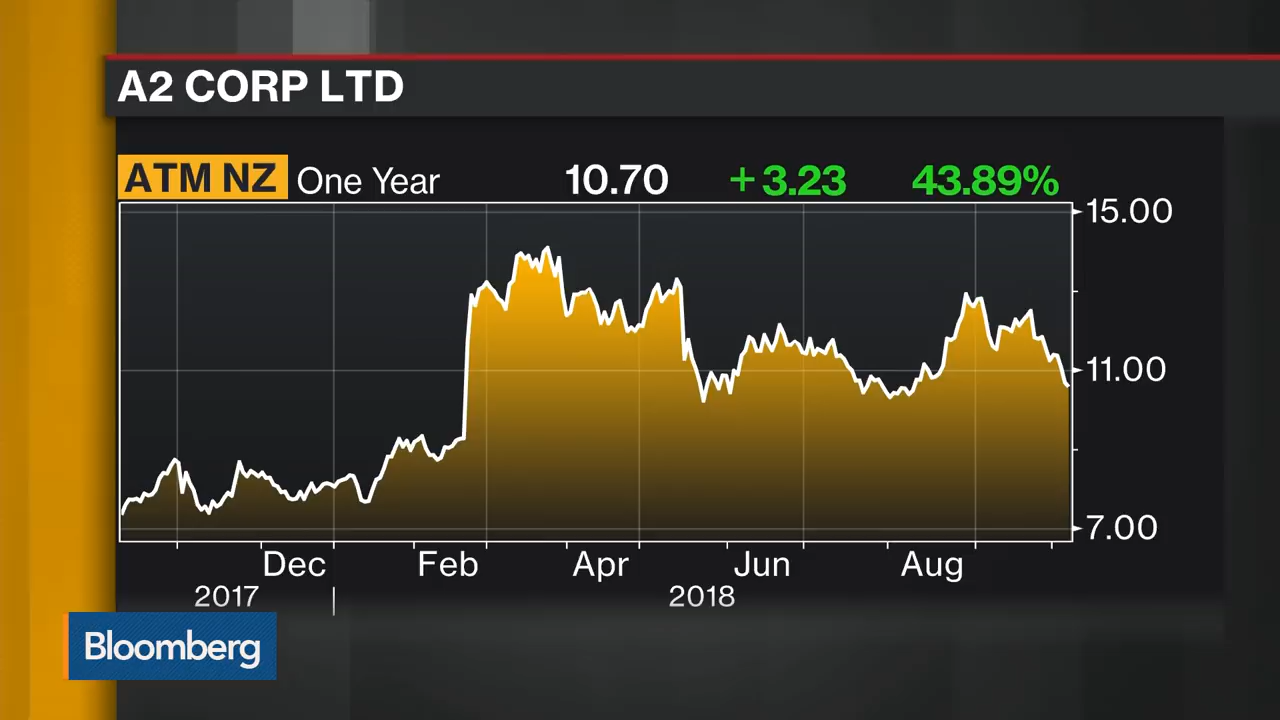 A2 CORP LTD
ATM NZ One Year 10.70 +3.23 43.89%
15.00
11.00
7.00
Dec Feb Apr Jun Aug
2017 2018
Bloomberg